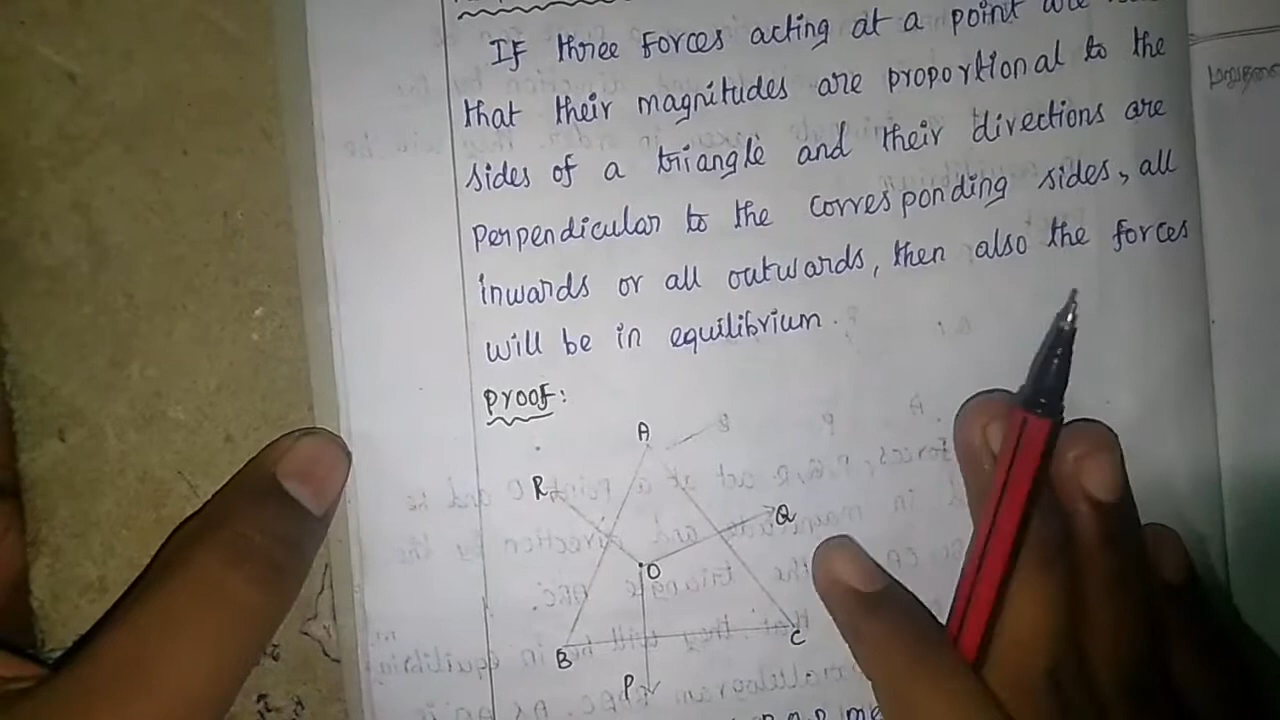 If three forces acting at a point
that their magnitudes are proportional to the
sides of a triangle and their directions are
perpendicular to the corresponding sides, all
inwards or all outwards, then also the forces
will be in equilibrium.
Proof:
A
R
Q
O
B
C
P